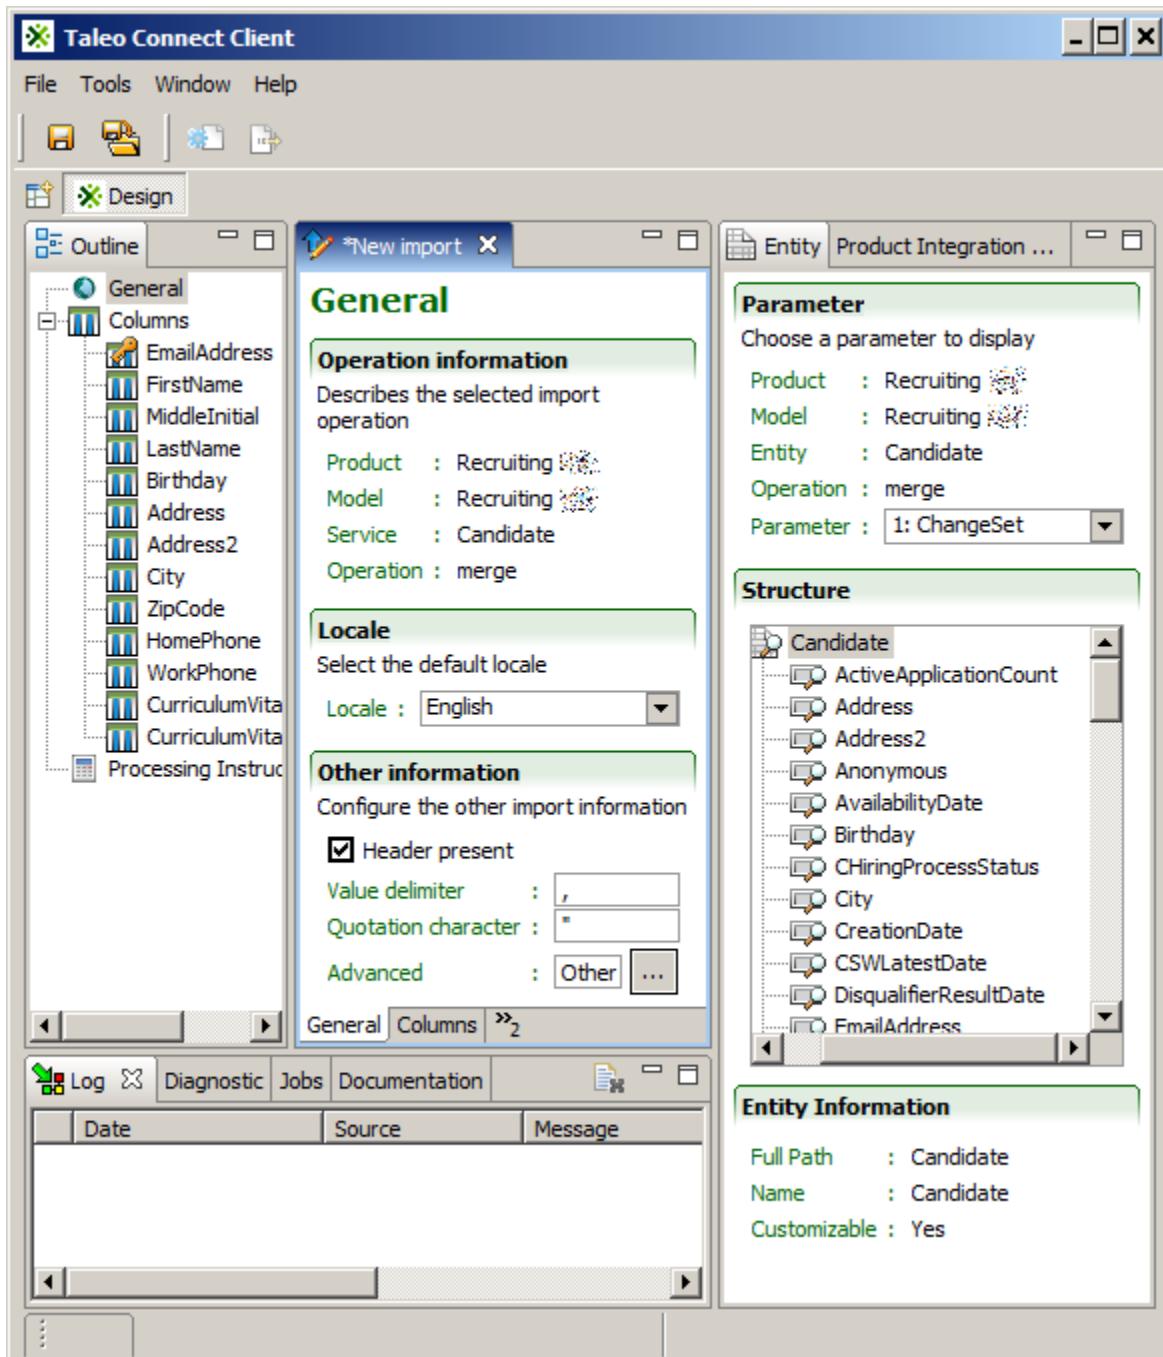 Taleo Connect Client
File Tools Window Help
Design
Outline
General
Columns
EmailAddress
FirstName
MiddleInitial
LastName
Birthday
Address
Address2
City
ZipCode
HomePhone
WorkPhone
CurriculumVita
CurriculumVita
Processing Instruc
*New import
General
Operation information
Describes the selected import
operation
Product : Recruiting
Model : Recruiting
Service : Candidate
Operation : merge
Locale
Select the default locale
Locale : English
Other information
Configure the other import information
Header present
Value delimiter : ,
Quotation character : "
Advanced : Other ...
General Columns »2
Entity Product Integration ...
Parameter
Choose a parameter to display
Product : Recruiting
Model : Recruiting
Entity : Candidate
Operation : merge
Parameter : 1: ChangeSet
Structure
Candidate
ActiveApplicationCount
Address
Address2
Anonymous
AvailabilityDate
Birthday
CHiringProcessStatus
City
CreationDate
CSWLatestDate
DisqualifierResultDate
EmailAddress
Entity Information
Full Path : Candidate
Name : Candidate
Customizable : Yes
Log Diagnostic Jobs Documentation
Date Source Message